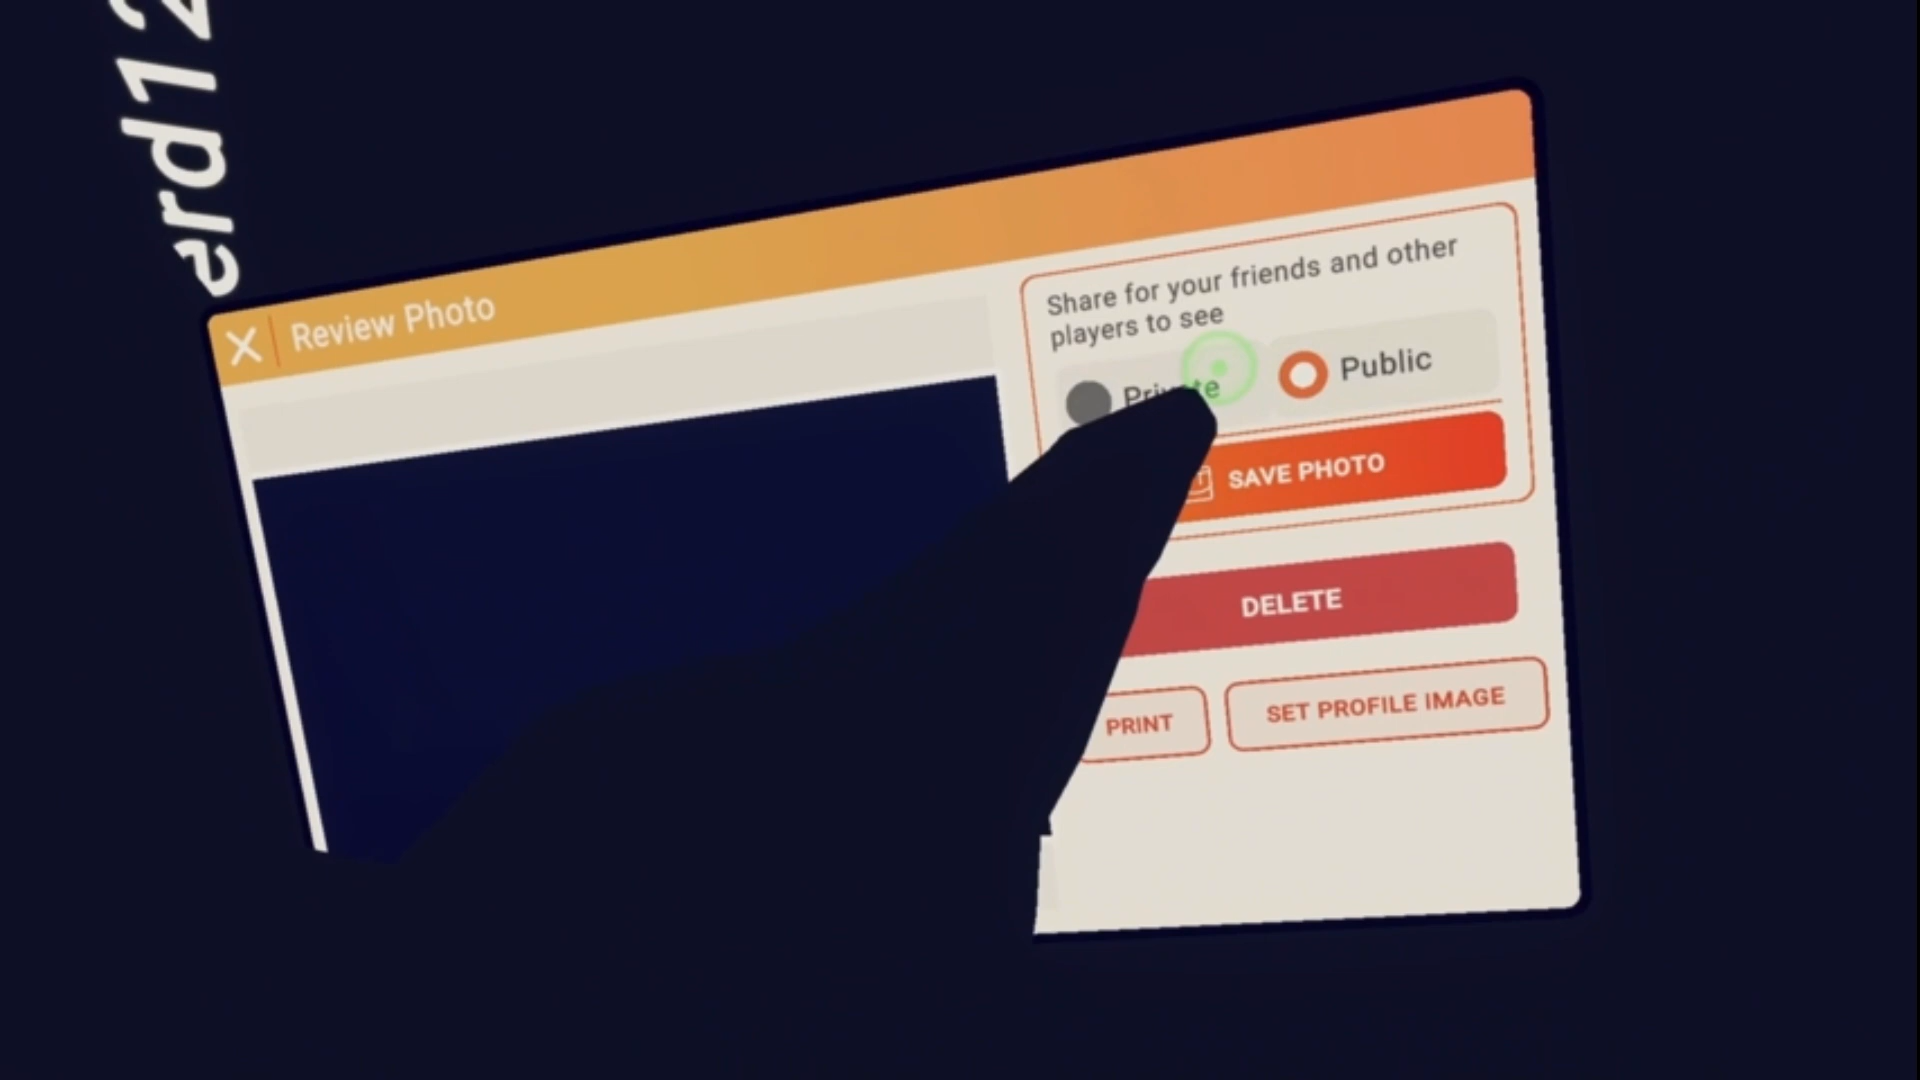 erd12
Review Photo
Share for your friends and other
players to see
Private
Public
SAVE PHOTO
DELETE
PRINT
SET PROFILE IMAGE